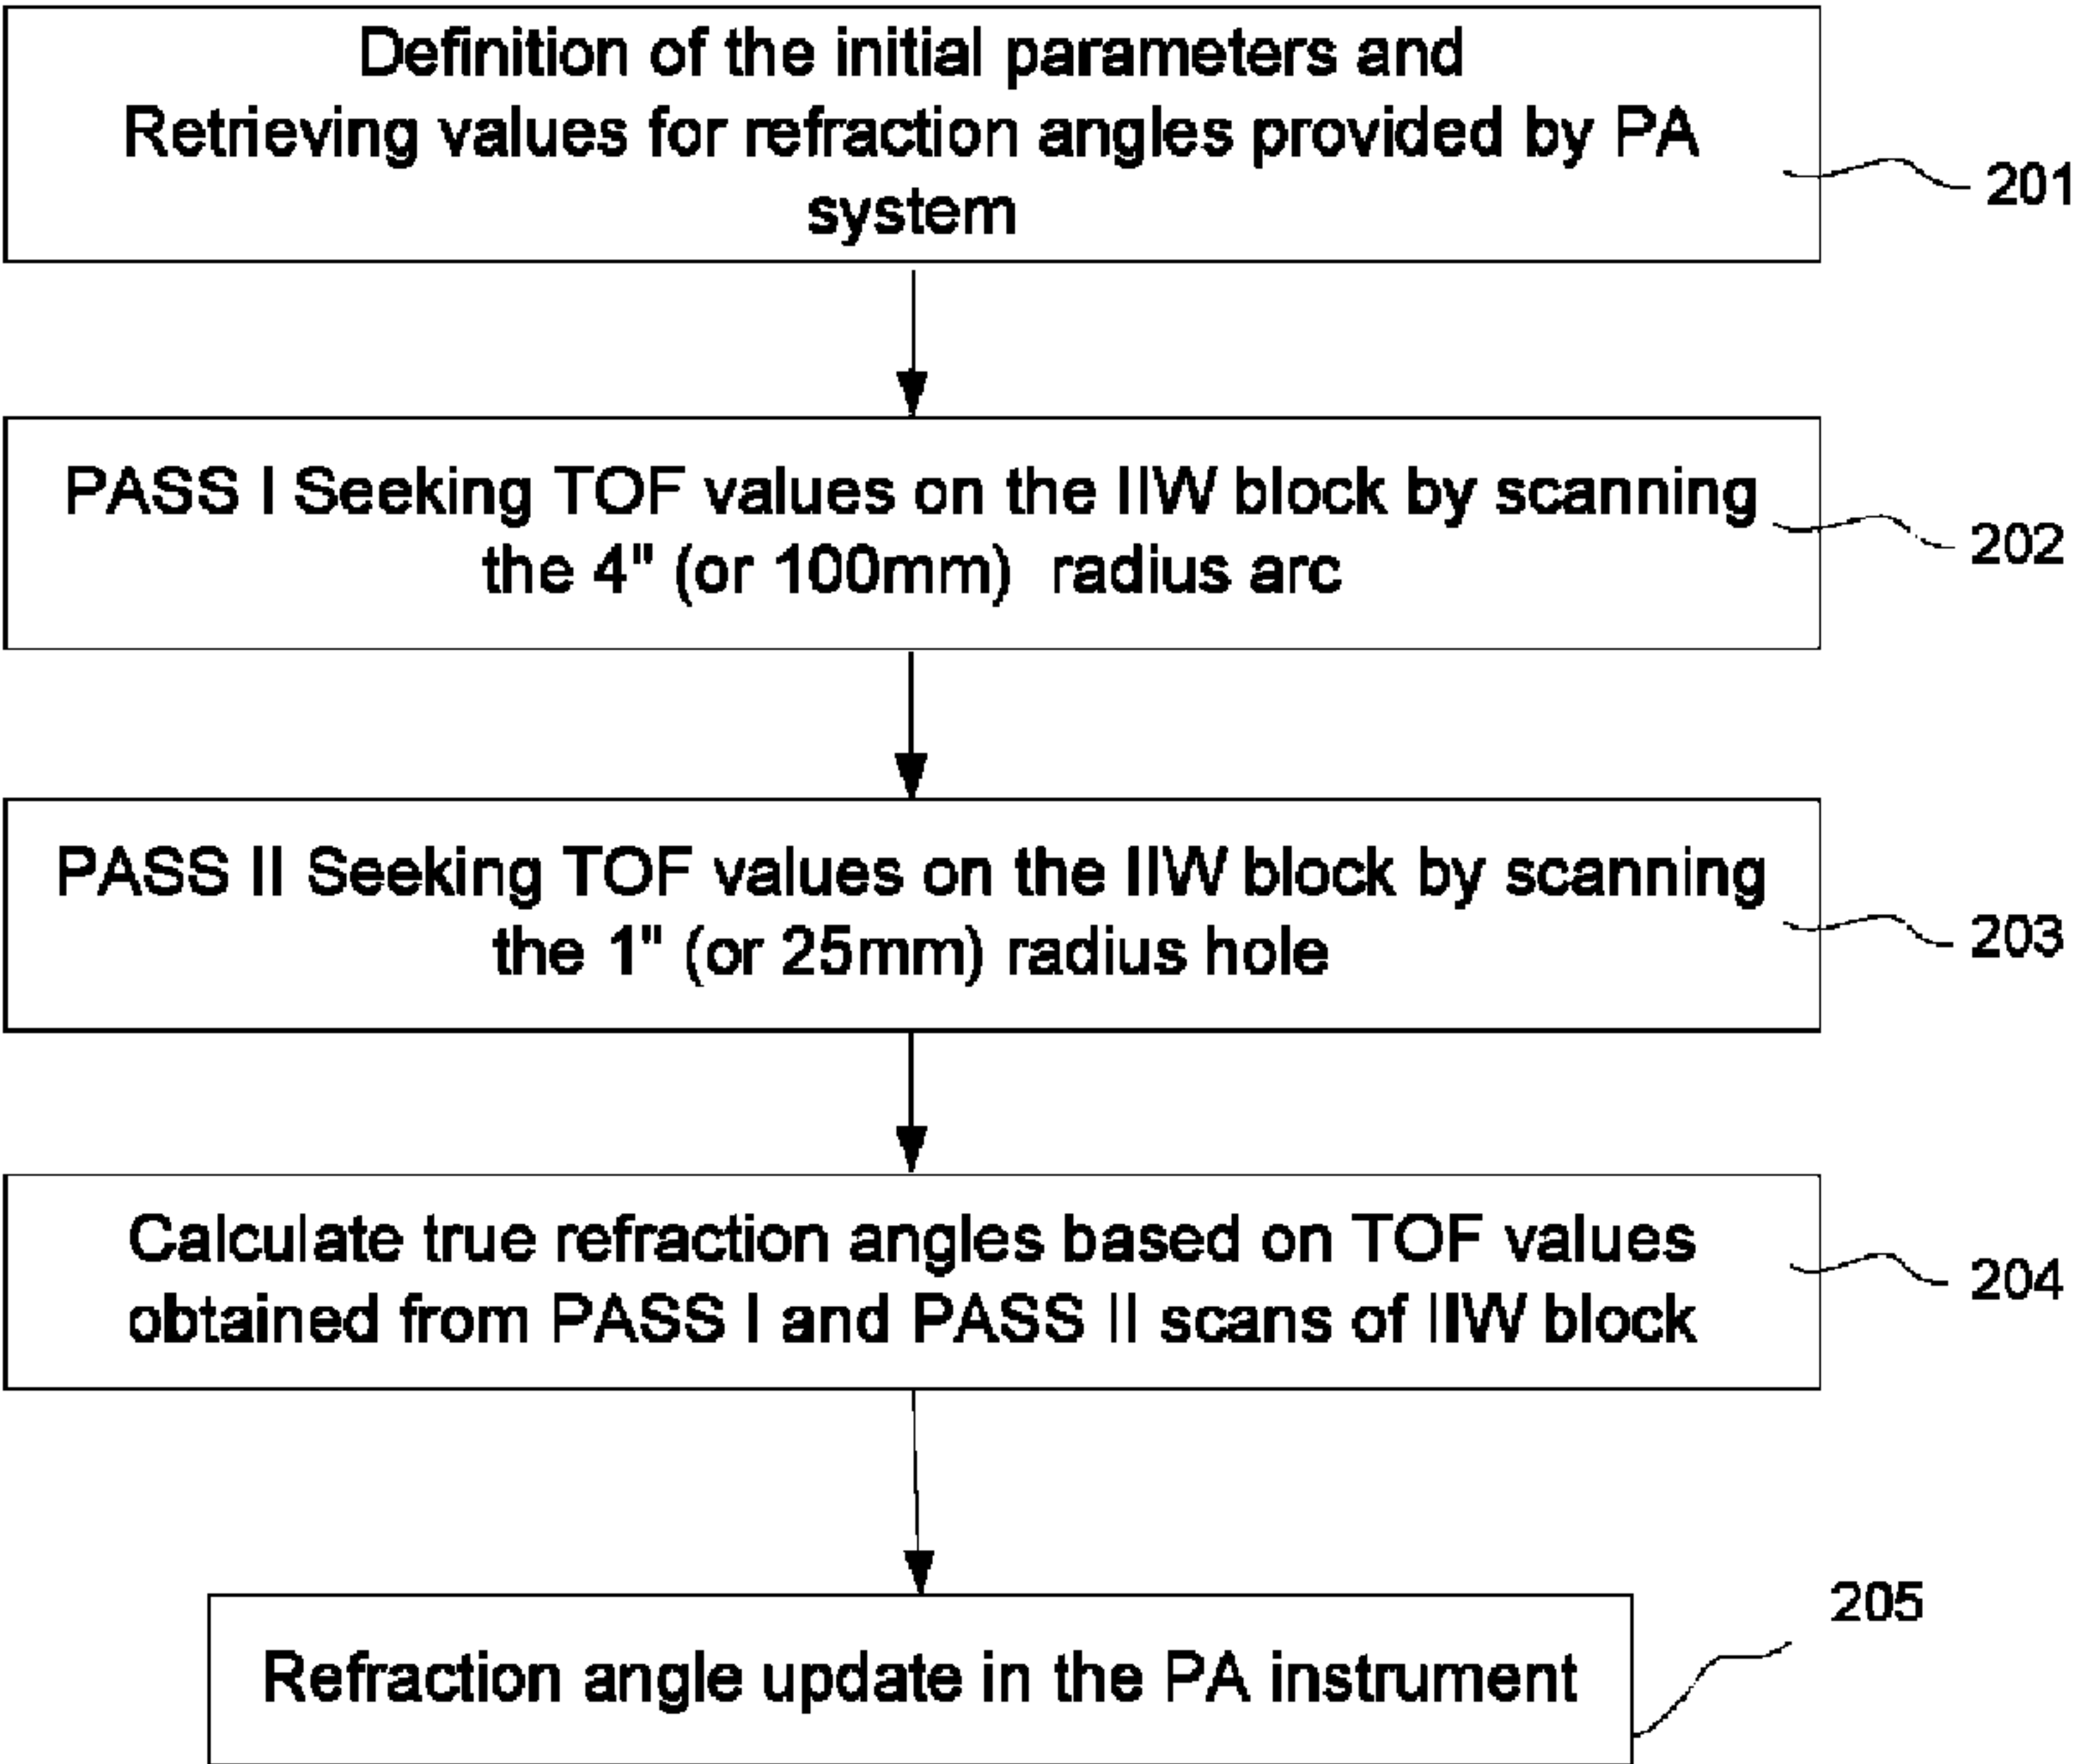 Definition of the initial parameters and
Retrieving values for refraction angles provided by PA
system
201
PASS I Seeking TOF values on the IIW block by scanning
the 4" (or 100mm) radius arc
202
PASS II Seeking TOF values on the IIW block by scanning
the 1" (or 25mm) radius hole
203
Calculate true refraction angles based on TOF values
obtained from PASS I and PASS II scans of IIW block
204
205
Refraction angle update in the PA instrument